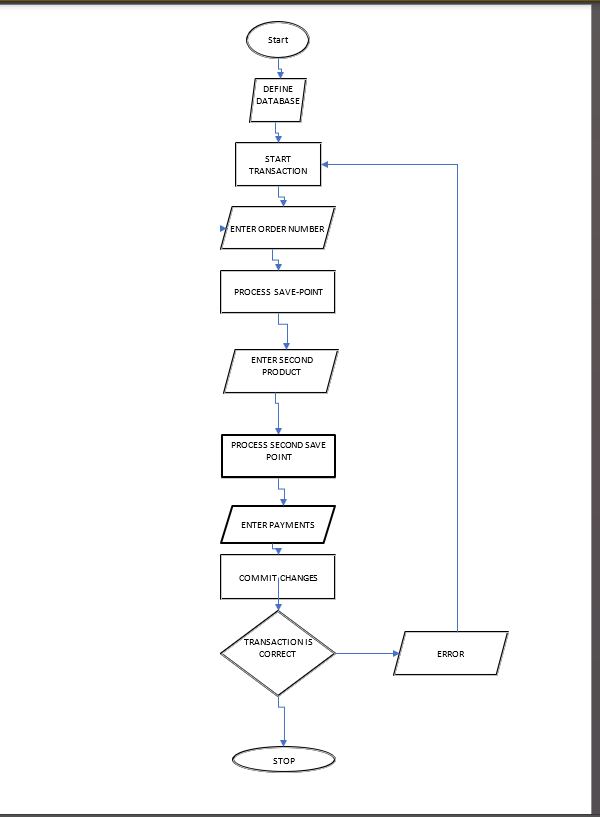 Start
DEFINE
DATABASE
START
TRANSACTION
ENTER ORDER NUMBER
PROCESS SAVE-POINT
ENTER SECOND
PRODUCT
PROCESS SECOND SAVE
POINT
ENTER PAYMENTS
COMMIT CHANGES
TRANSACTION IS
CORRECT
ERROR
STOP